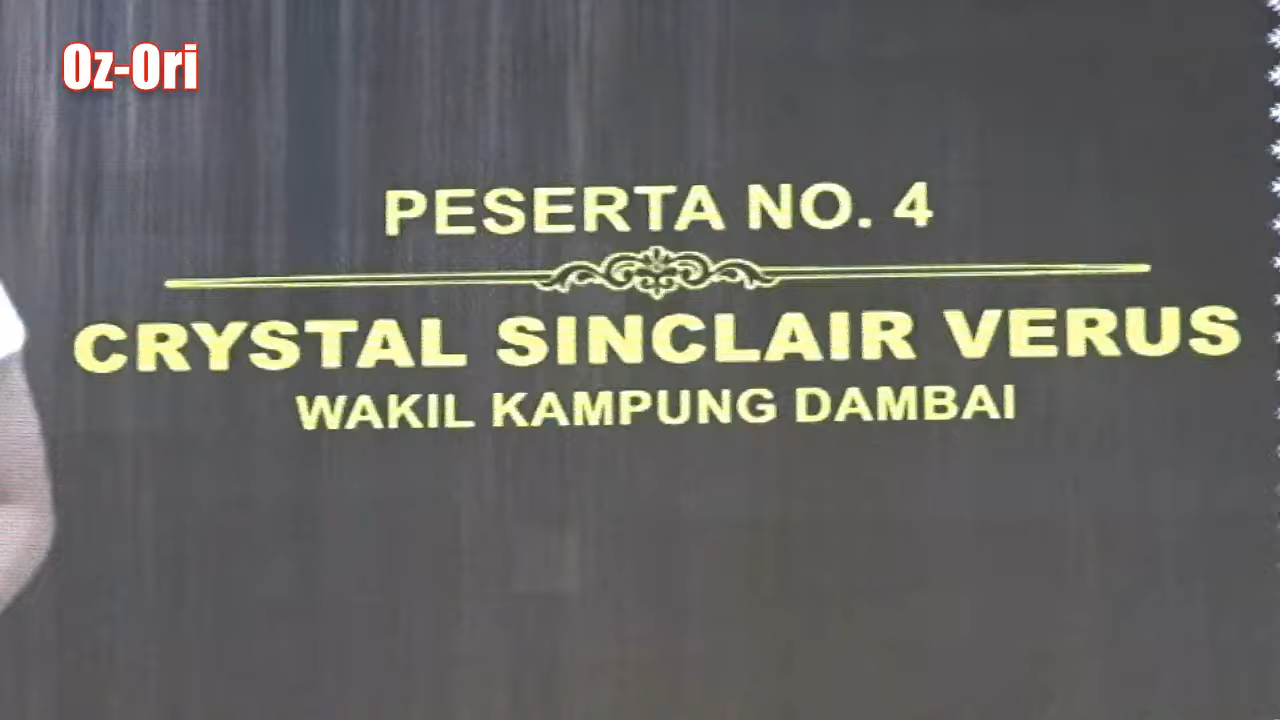 Oz-Ori
PESERTA NO. 4
CRYSTAL SINCLAIR VERUS
WAKIL KAMPUNG DAMBAI